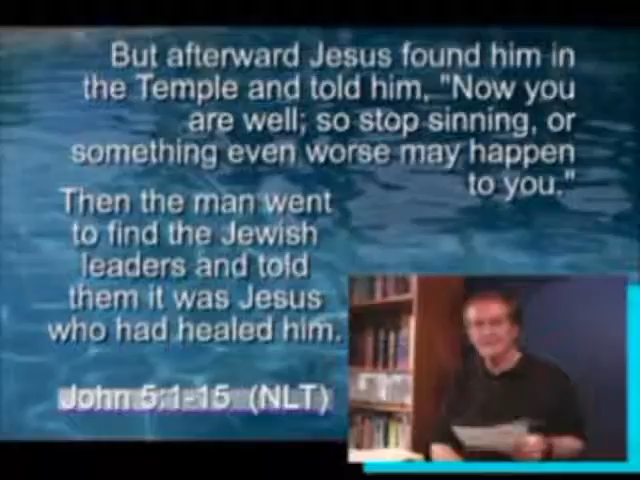 But afterward Jesus found him in
the Temple and told him, "Now you
are well; so stop sinning, or
something even worse may happen
to you."
Then the man went
to find the Jewish
leaders and told
them it was Jesus
who had healed him.
John 5:1-15 (NLT)